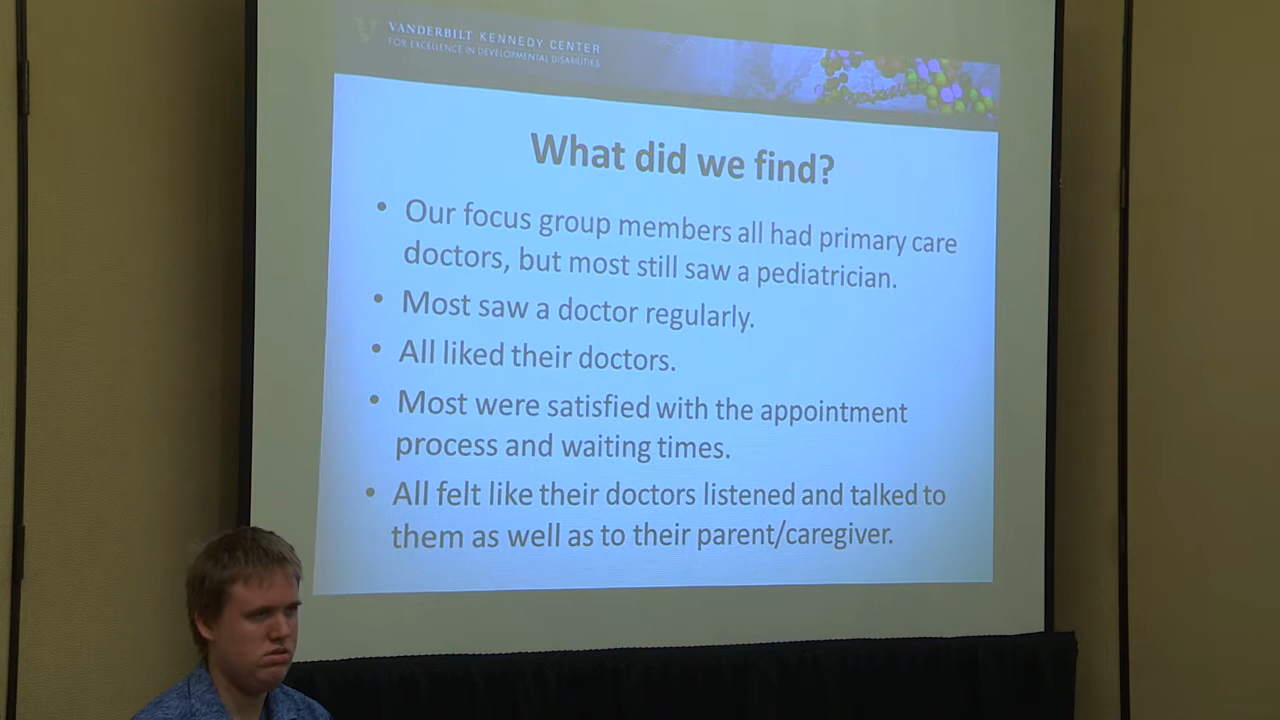 VANDERBILT KENNEDY CENTER
FOR EXCELLENCE IN DEVELOPMENTAL DISABILITIES
What did we find?
• Our focus group members all had primary care
doctors, but most still saw a pediatrician.
• Most saw a doctor regularly.
• All liked their doctors.
• Most were satisfied with the appointment
process and waiting times.
• All felt like their doctors listened and talked to
them as well as to their parent/caregiver.